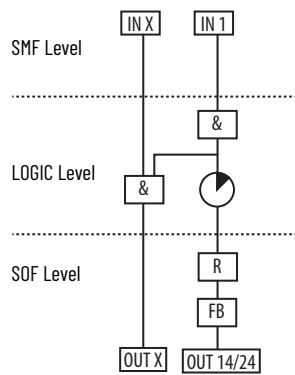 IN X
IN 1
SMF Level
&
LOGIC Level
&
R
SOF Level
FB
OUT X
OUT 14/24